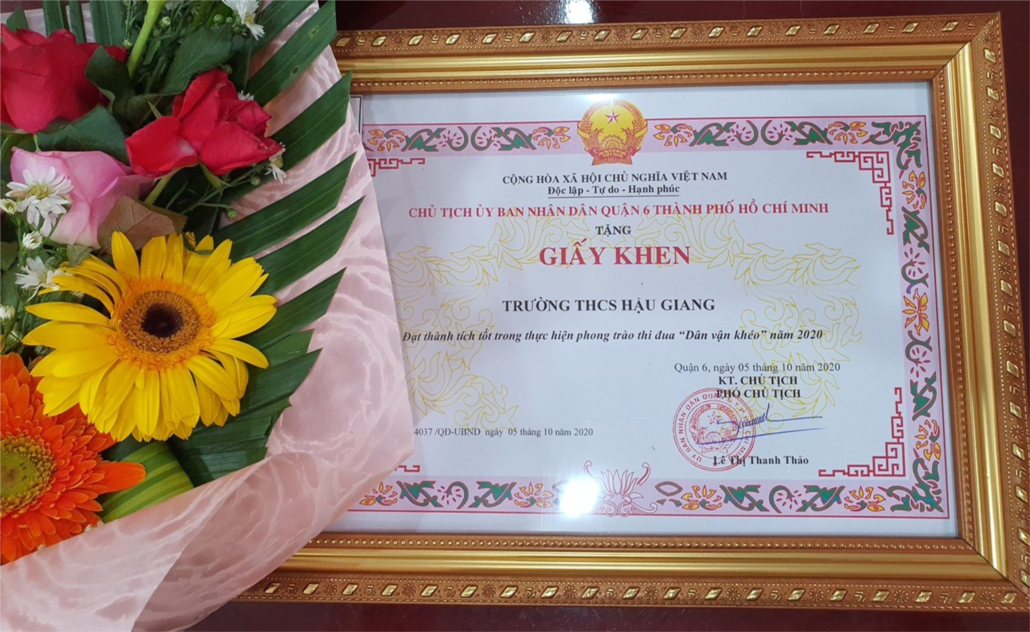 CỘNG HÒA XÃ HỘI CHỦ NGHĨA VIỆT NAM
Độc lập - Tự do - Hạnh phúc
CHỦ TỊCH ỦY BAN NHÂN DÂN QUẬN 6 THÀNH PHỐ HỒ CHÍ MINH
TẶNG
GIẤY KHEN
TRƯỜNG THCS HẬU GIANG
Đạt thành tích tốt trong thực hiện phong trào thi đua “Dân vận khéo” năm 2020
Quận 6, ngày 05 tháng 10 năm 2020
KT. CHỦ TỊCH
PHÓ CHỦ TỊCH
4037 /QĐ-UBND ngày 05 tháng 10 năm 2020
Lê Thị Thanh Thảo